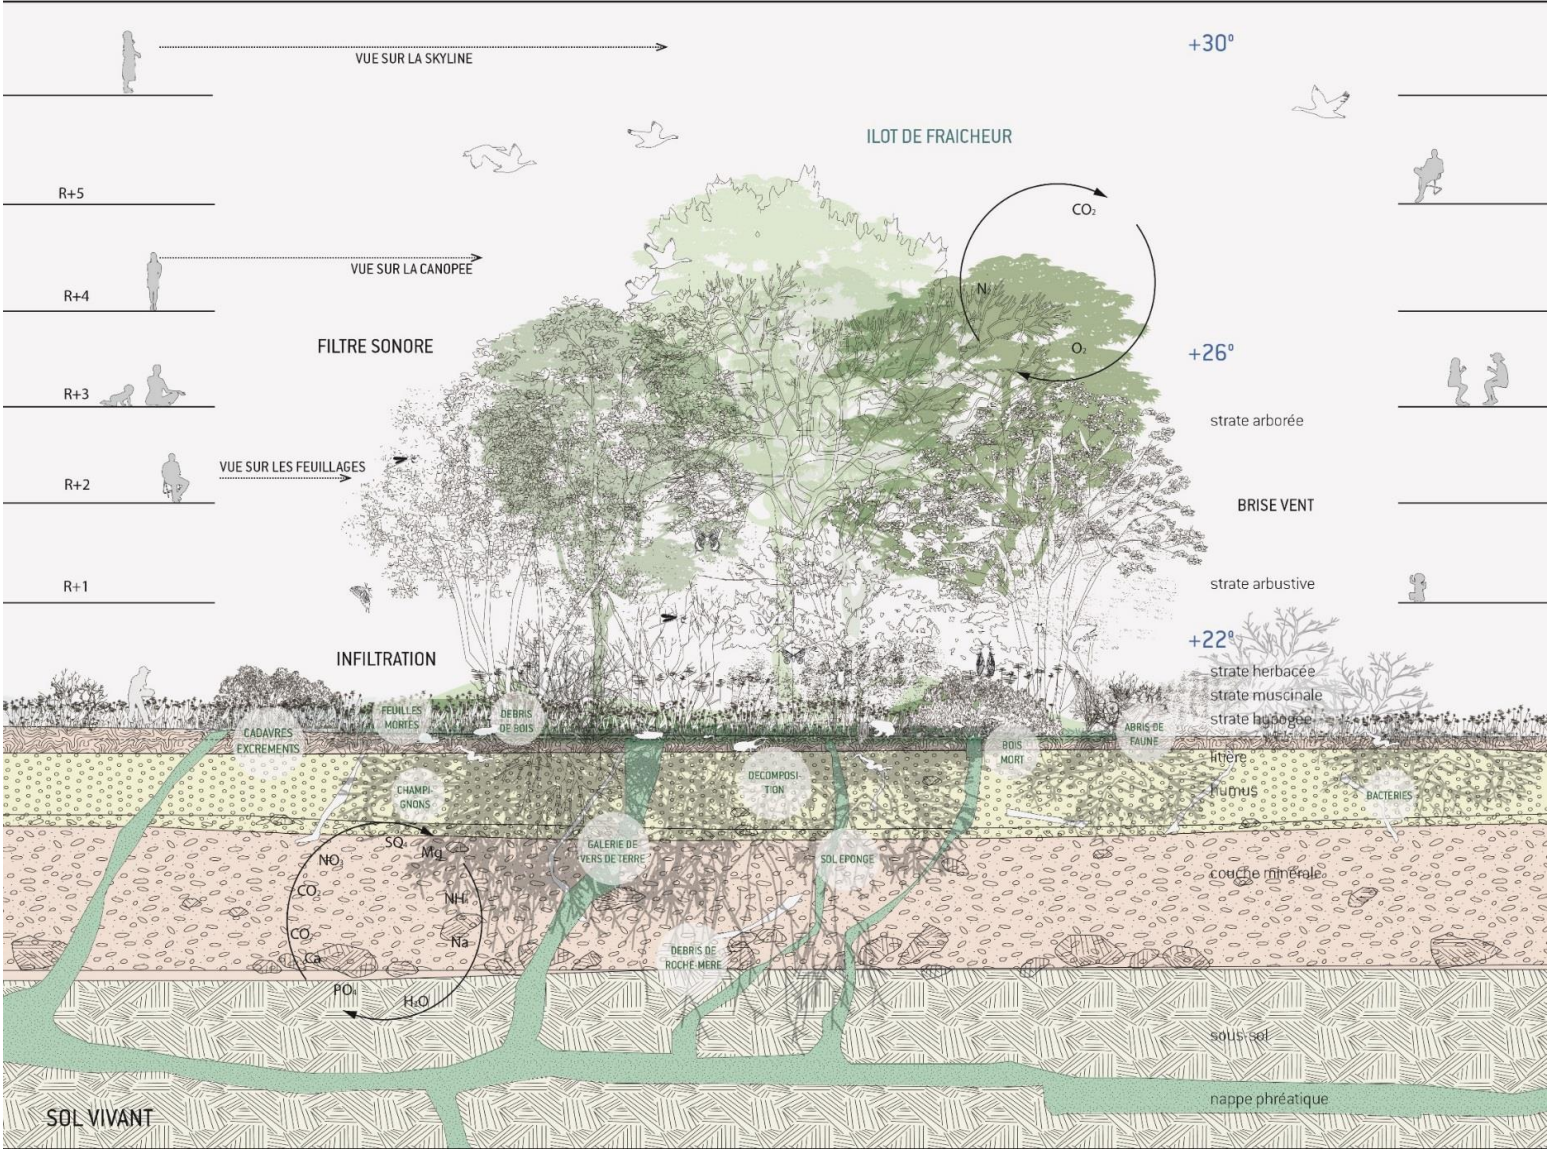 +30°
VUE SUR LA SKYLINE
ILOT DE FRAICHEUR
R+5
CO₂
VUE SUR LA CANOPEE
R+4
N
FILTRE SONORE
O₂
+26°
R+3
strate arborée
VUE SUR LES FEUILLAGES
R+2
BRISE VENT
R+1
strate arbustive
+22°
INFILTRATION
strate herbacée
strate muscinale
strate hypogée
FEUILLES
MORTES
DEBRIS
DE BOIS
CADAVRES
EXCREMENTS
ABRIS DE
FAUNE
BOIS
MORT
litière
DECOMPOSI-
TION
CHAMPI-
GNONS
humus
BACTERIES
GALERIE DE
VERS DE TERRE
SOL EPONGE
couche minérale
SO
Mg
NO₃
CO
NH₄
CO
Na
Ca
DEBRIS DE
ROCHE-MERE
PO₄
H₂O
sous-sol
nappe phréatique
SOL VIVANT